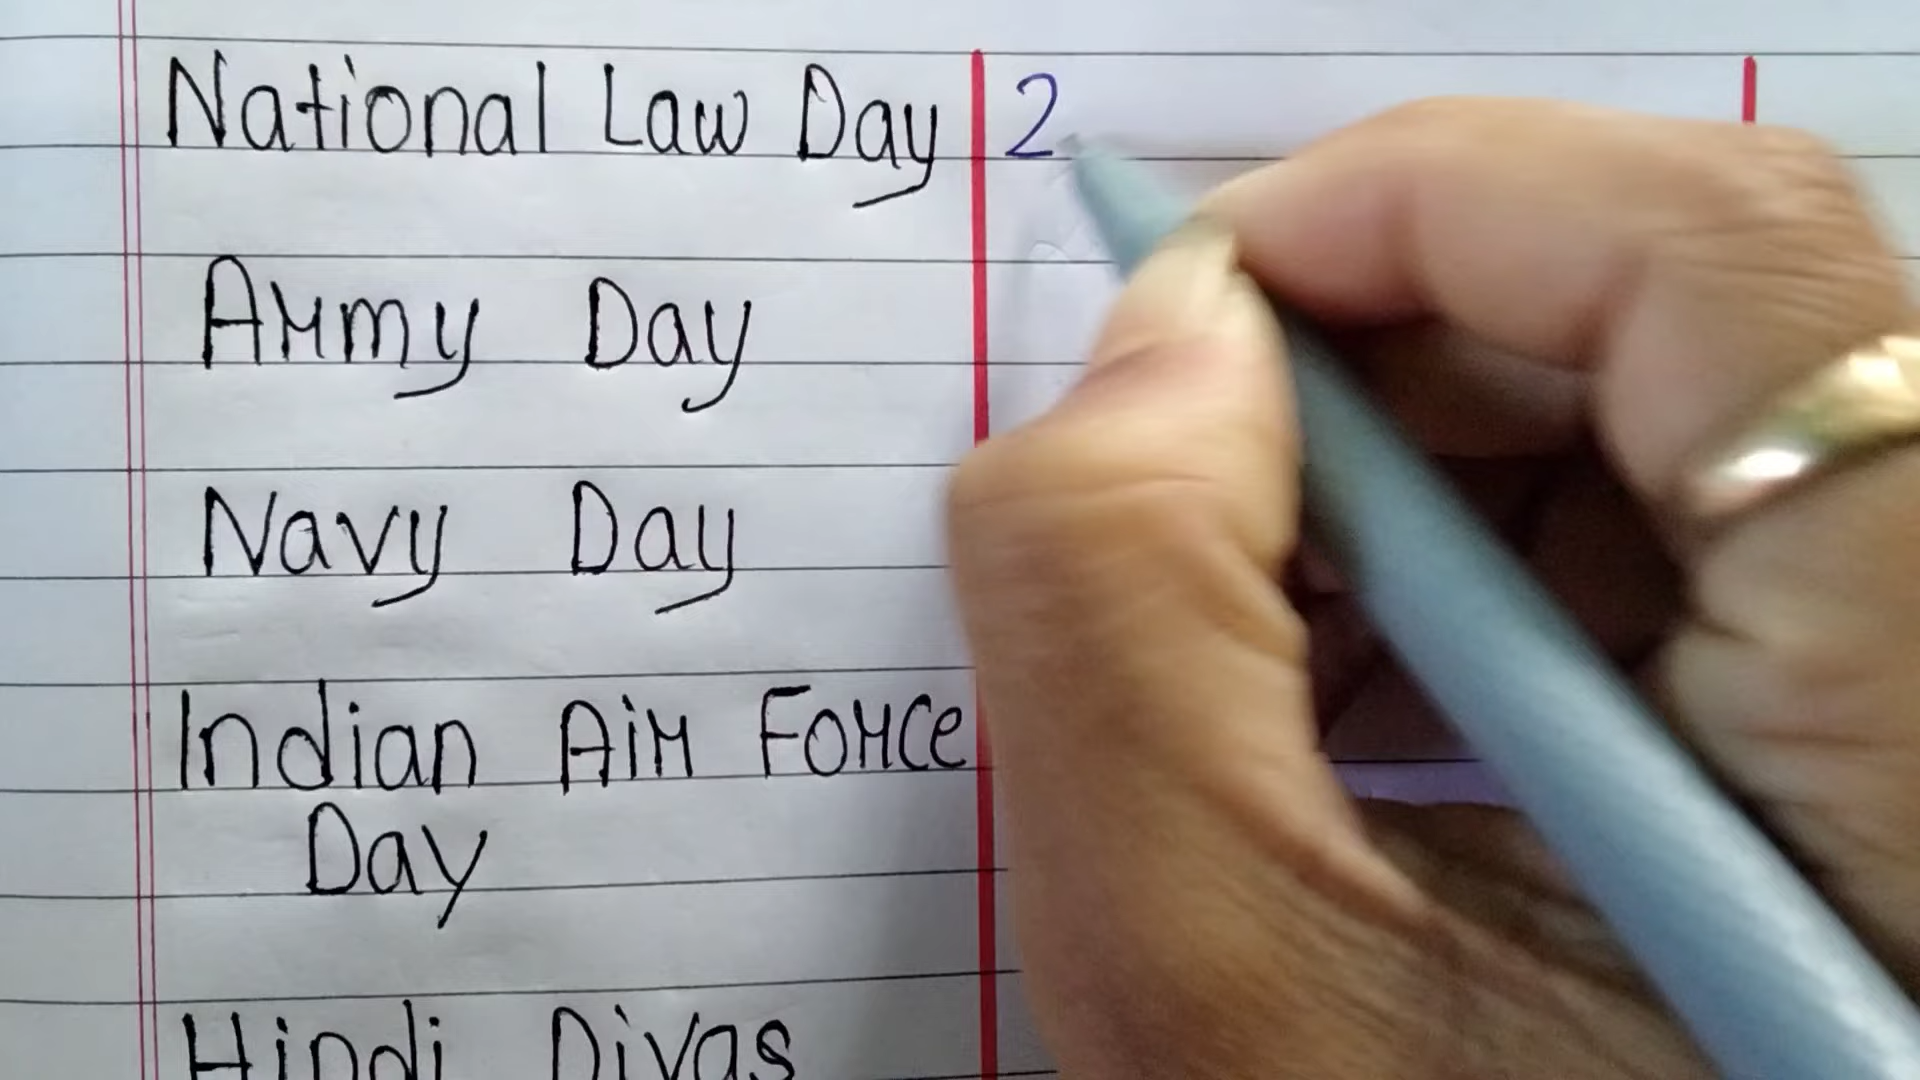 National Law Day 2
Army Day
Navy Day
Indian Air Force
Day
Hindi Divas